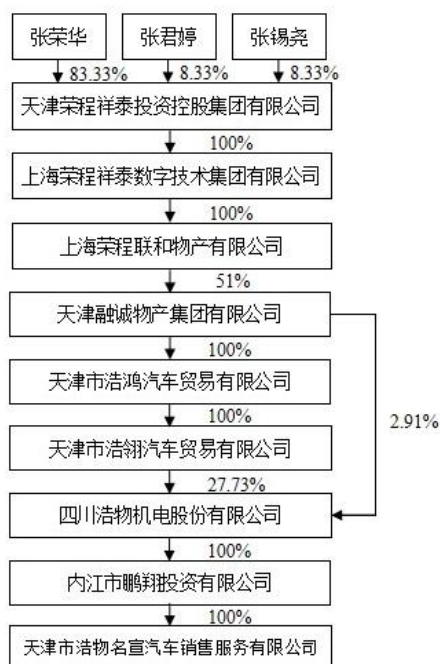 张荣华 张君婷 张锡尧
83.33% 8.33% 8.33%
天津荣程祥泰投资控股集团有限公司
100%
上海荣程祥泰数字技术集团有限公司
100%
上海荣程联和物产有限公司
51%
天津融诚物产集团有限公司
100%
天津市浩鸿汽车贸易有限公司
2.91%
100%
天津市浩翎汽车贸易有限公司
27.73%
四川浩物机电股份有限公司
100%
内江市鹏翔投资有限公司
100%
天津市浩物名宣汽车销售服务有限公司